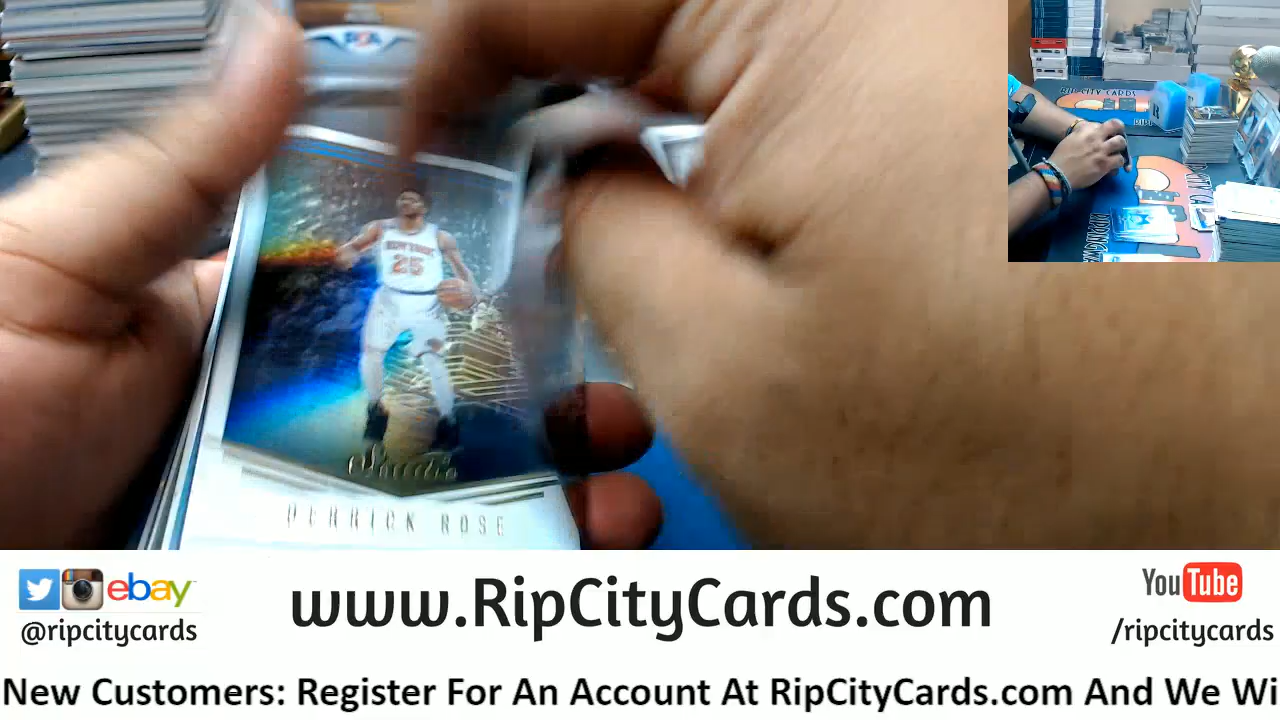 RIP CITY CARDS
NEW YORK
25
Studio
DERRICK ROSE
ebay
@ripcitycards
www.RipCityCards.com
You Tube
/ripcitycards
New Customers: Register For An Account At RipCityCards.com And We Wi